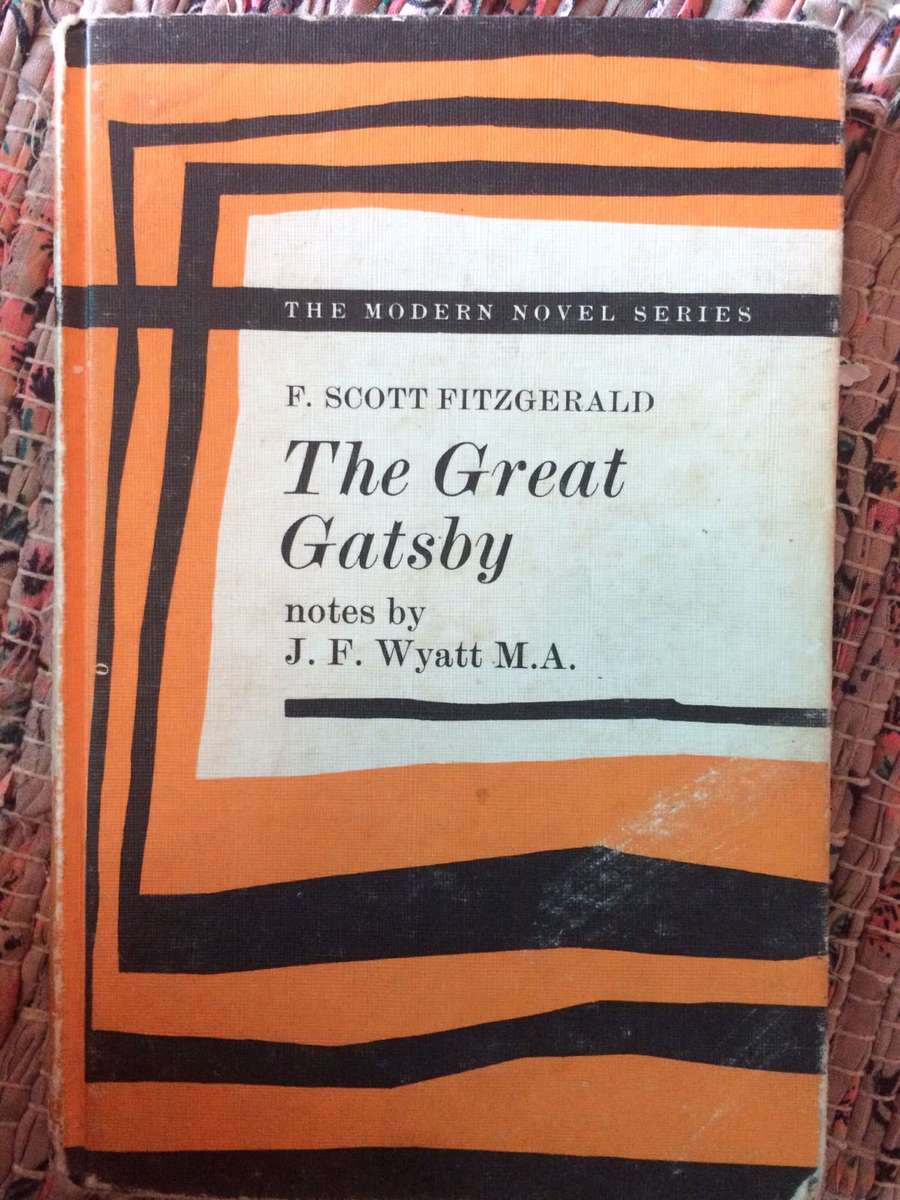 THE MODERN NOVEL SERIES
F. SCOTT FITZGERALD
The Great
Gatsby
notes by
J. F. Wyatt M.A.